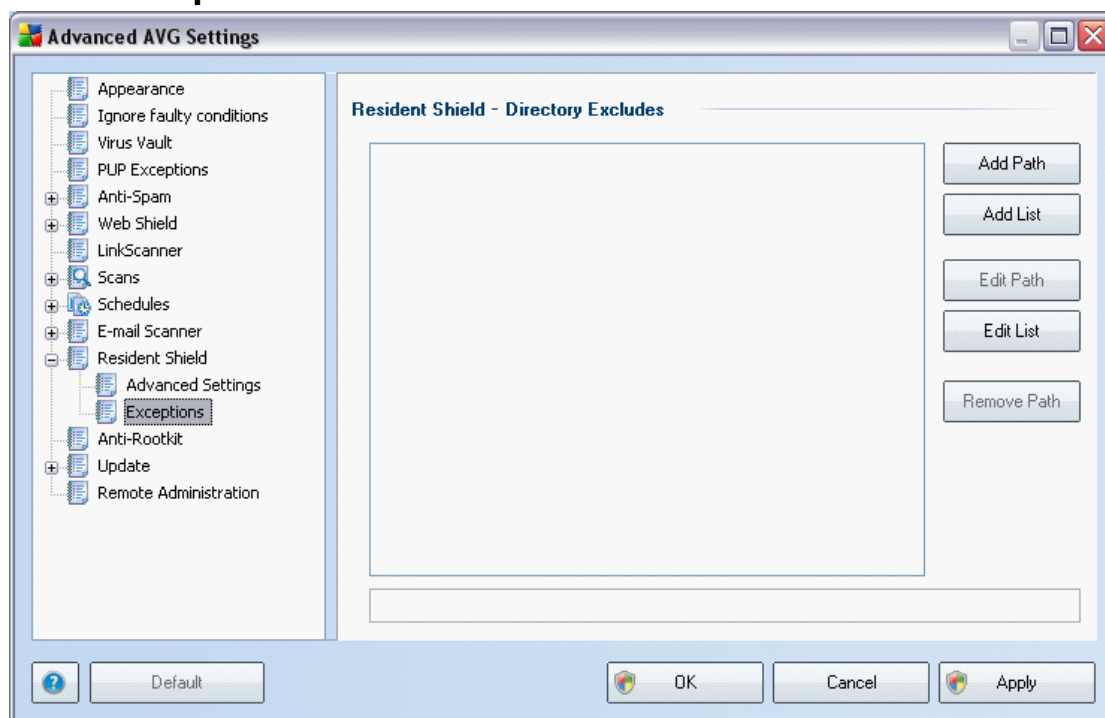 Advanced AVG Settings
Appearance
Ignore faulty conditions
Virus Vault
PUP Exceptions
Anti-Spam
Web Shield
LinkScanner
Scans
Schedules
E-mail Scanner
Resident Shield
Advanced Settings
Exceptions
Anti-Rootkit
Update
Remote Administration
Resident Shield - Directory Excludes
Add Path
Add List
Edit Path
Edit List
Remove Path
?
Default
OK
Cancel
Apply